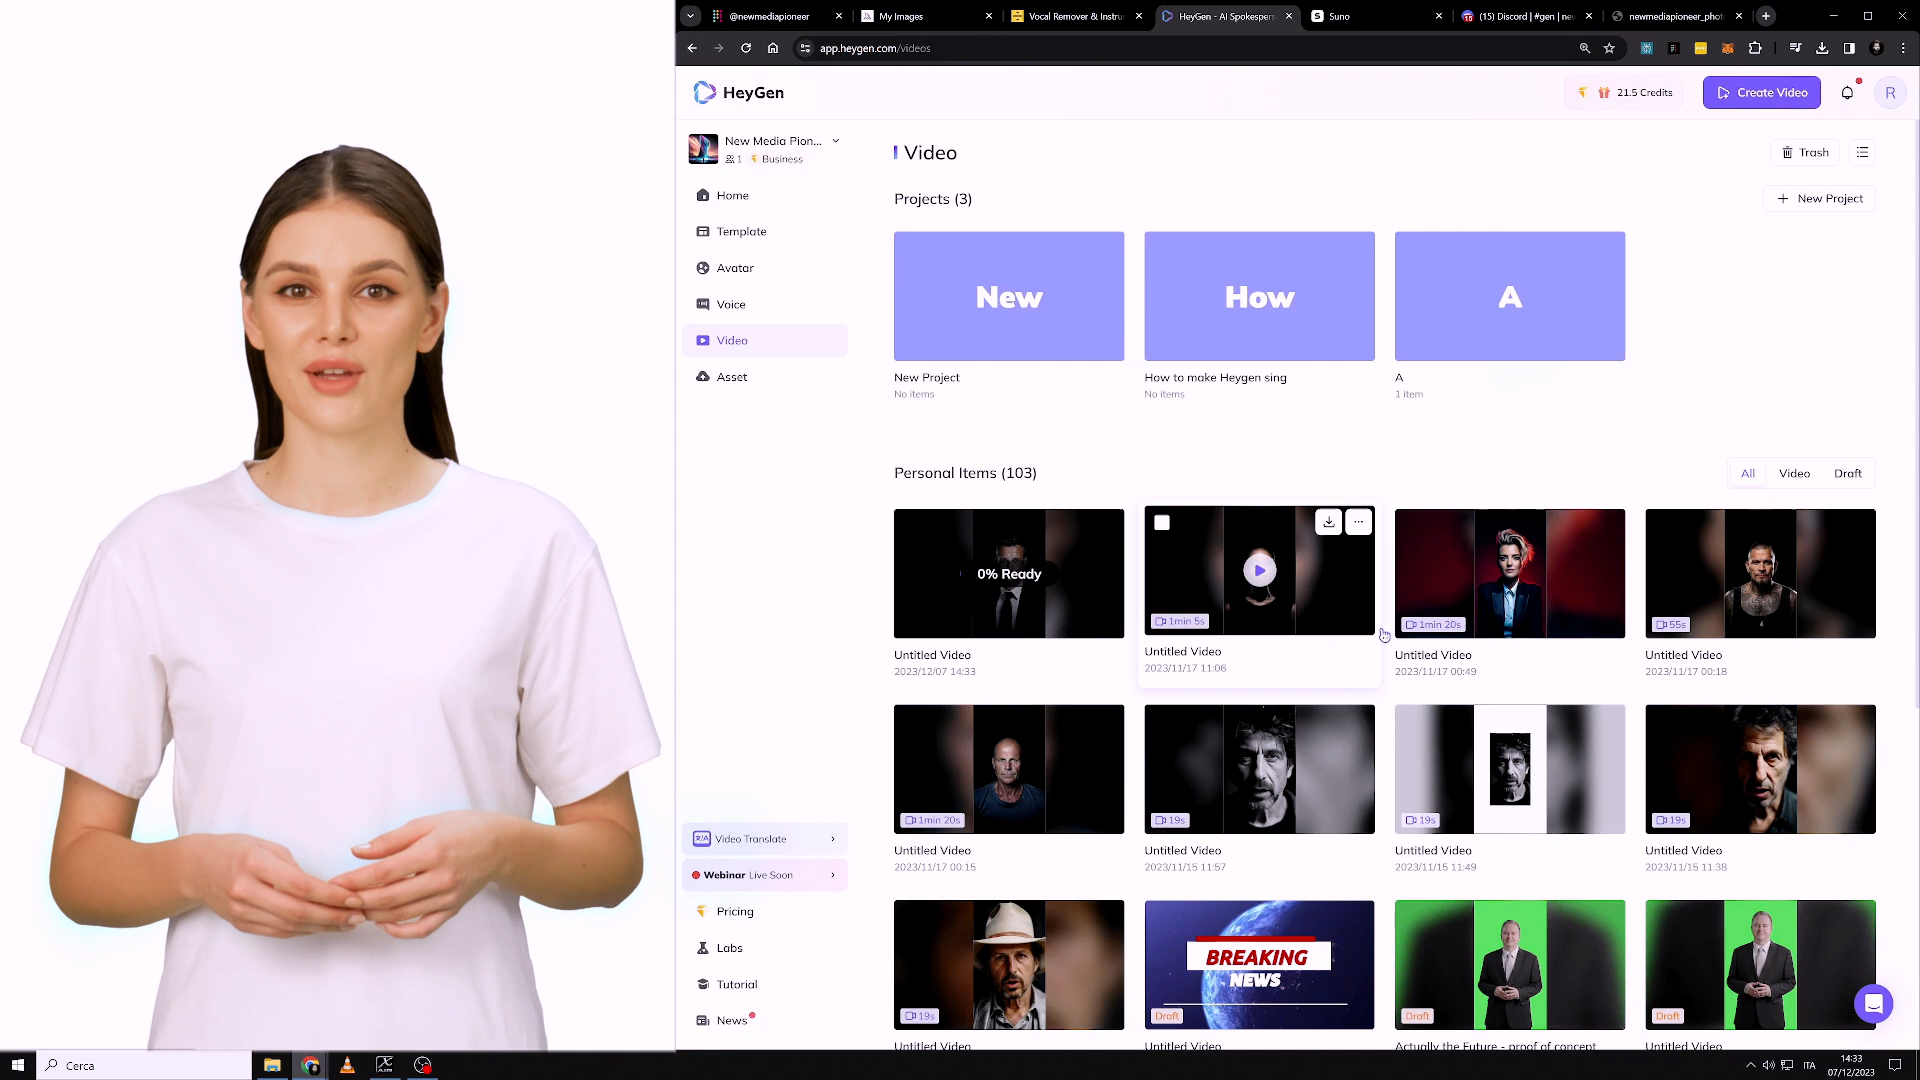 @newmediapioneer
My Images
Vocal Remover & Instru
HeyGen - AI Spokespers
Suno
(15) Discord | #gen | nev
newmediapioneer_phot
app.heygen.com/videos
HeyGen
21.5 Credits
Create Video
R
New Media Pion...
1 Business
Home
Template
Avatar
Voice
Video
Asset
Video Translate
Webinar Live Soon
Pricing
Labs
Tutorial
News
Video
Trash
Projects (3)
New Project
New
How
A
New Project
How to make Heygen sing
A
No items
No items
1 item
Personal Items (103)
All
Video
Draft
0% Ready
1min 5s
1min 20s
55s
Untitled Video
Untitled Video
Untitled Video
Untitled Video
2023/12/07 14:33
2023/11/17 11:06
2023/11/17 00:49
2023/11/17 00:18
1min 20s
19s
19s
19s
Untitled Video
Untitled Video
Untitled Video
Untitled Video
2023/11/17 00:15
2023/11/15 11:57
2023/11/15 11:49
2023/11/15 11:38
BREAKING
NEWS
19s
Draft
Draft
Draft
Untitled Video
Untitled Video
Actually the Future - proof of concept
Untitled Video
Cerca
ITA
14:33
07/12/2023